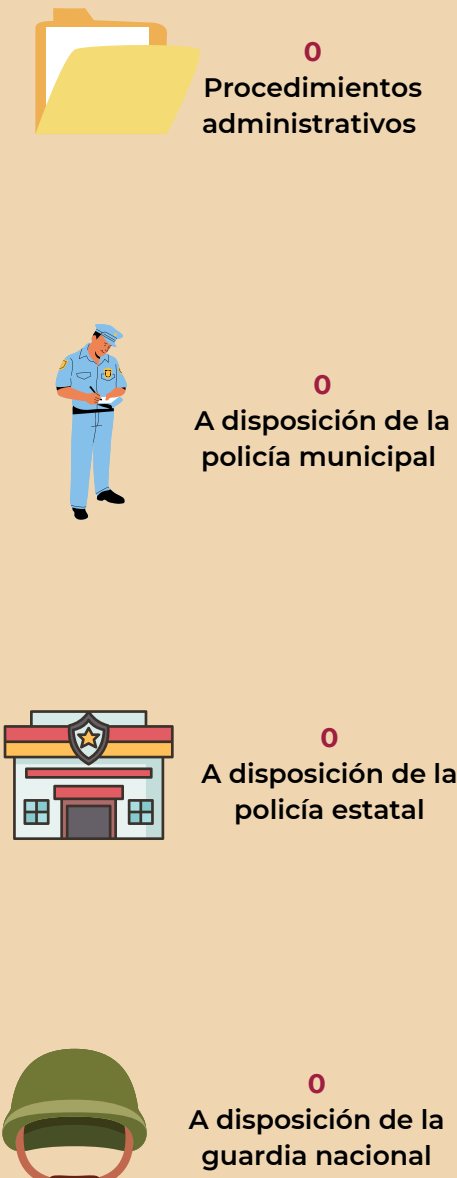 0
Procedimientos
administrativos
0
A disposición de la
policía municipal
0
A disposición de la
policía estatal
0
A disposición de la
guardia nacional